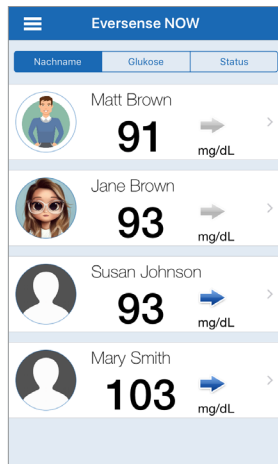 Eversense NOW
Nachname Glukose Status
Matt Brown
91
mg/dL
Jane Brown
93
mg/dL
Susan Johnson
93
mg/dL
Mary Smith
103
mg/dL